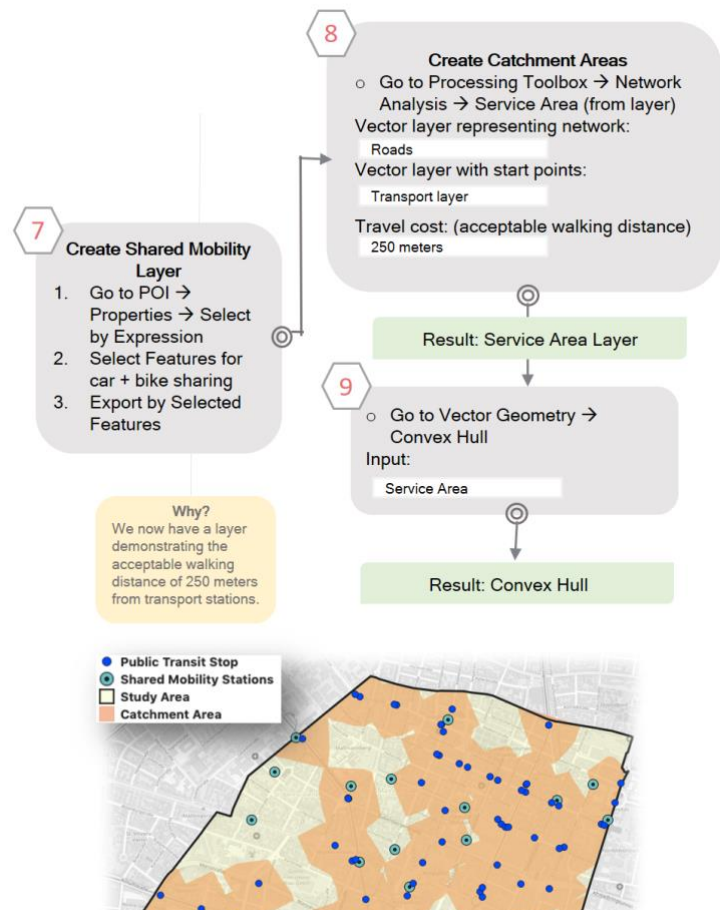 8
Create Catchment Areas
○ Go to Processing Toolbox → Network
Analysis → Service Area (from layer)
Vector layer representing network:
Roads
Vector layer with start points:
Transport layer
Travel cost: (acceptable walking distance)
250 meters
7
Create Shared Mobility
Layer
1. Go to POI →
Properties → Select
by Expression
2. Select Features for
car + bike sharing
3. Export by Selected
Features
Result: Service Area Layer
9
○ Go to Vector Geometry →
Convex Hull
Input:
Service Area
Why?
We now have a layer
demonstrating the
acceptable walking
distance of 250 meters
from transport stations.
Result: Convex Hull
Public Transit Stop
Shared Mobility Stations
Study Area
Catchment Area